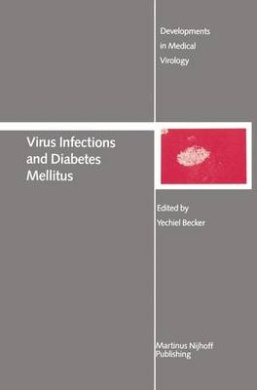 Developments
in Medical
Virology
Virus Infections
and Diabetes
Mellitus
Edited by
Yechiel Becker
Martinus Nijhoff
Publishing